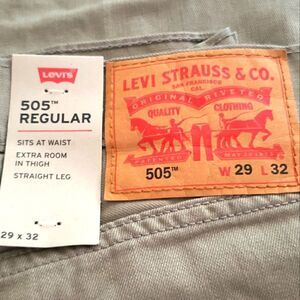 Levi's
505™
REGULAR
SITS AT WAIST
EXTRA ROOM
IN THIGH
STRAIGHT LEG
29 x 32
LEVI STRAUSS & CO.
SAN FRANCISCO
CAL.
ORIGINAL RIVETED
QUALITY CLOTHING
PATENTED
505™ W 29 L 32